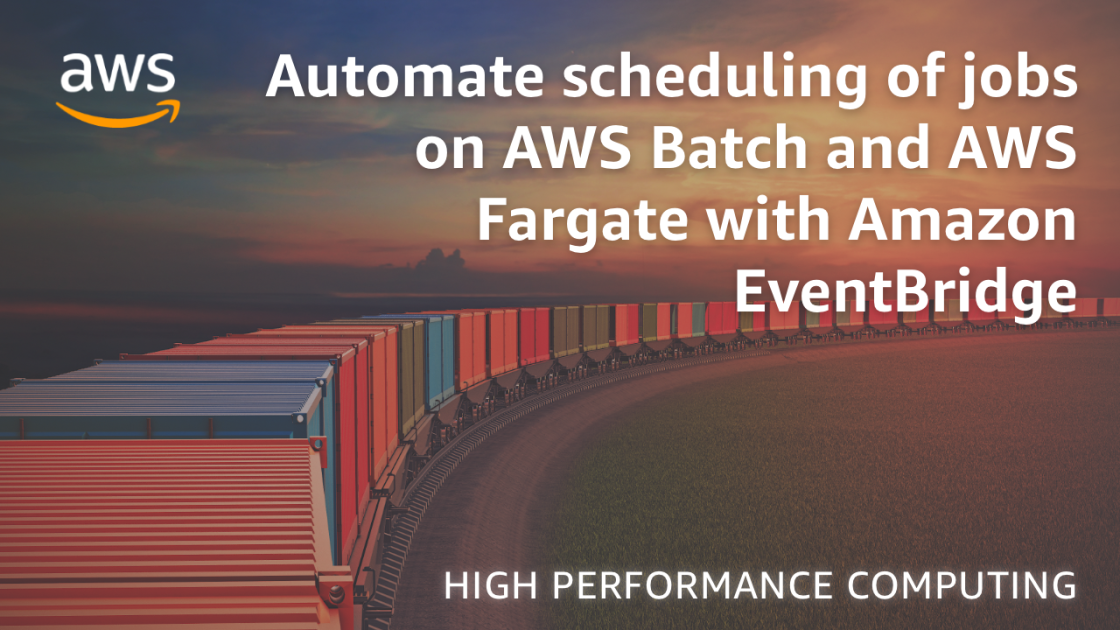 aws
Automate scheduling of jobs
on AWS Batch and AWS
Fargate with Amazon
EventBridge
HIGH PERFORMANCE COMPUTING